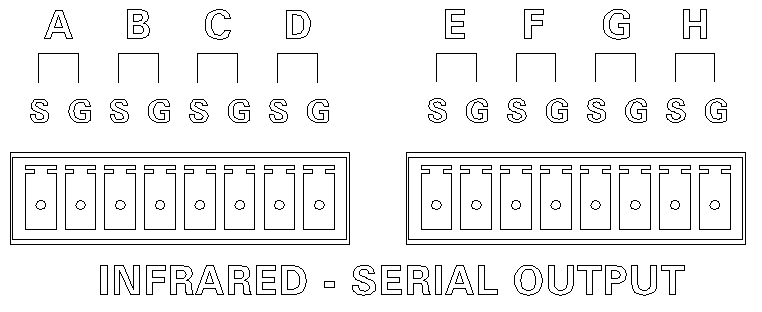 A B C D E F G H
S G S G S G S G S G S G S G S G
INFRARED - SERIAL OUTPUT